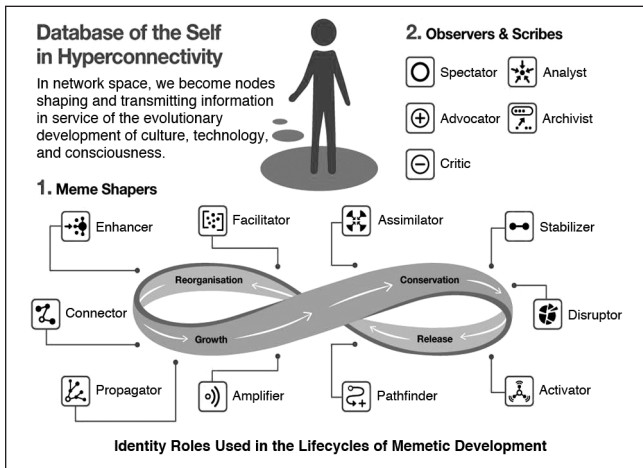 Database of the Self
in Hyperconnectivity
In network space, we become nodes
shaping and transmitting information
in service of the evolutionary
development of culture, technology,
and consciousness.
2. Observers & Scribes
Spectator
Analyst
Advocator
Archivist
Critic
1. Meme Shapers
Enhancer
Facilitator
Assimilator
Stabilizer
Reorganisation
Conservation
Connector
Disruptor
Growth
Release
Propagator
Amplifier
Pathfinder
Activator
Identity Roles Used in the Lifecycles of Memetic Development